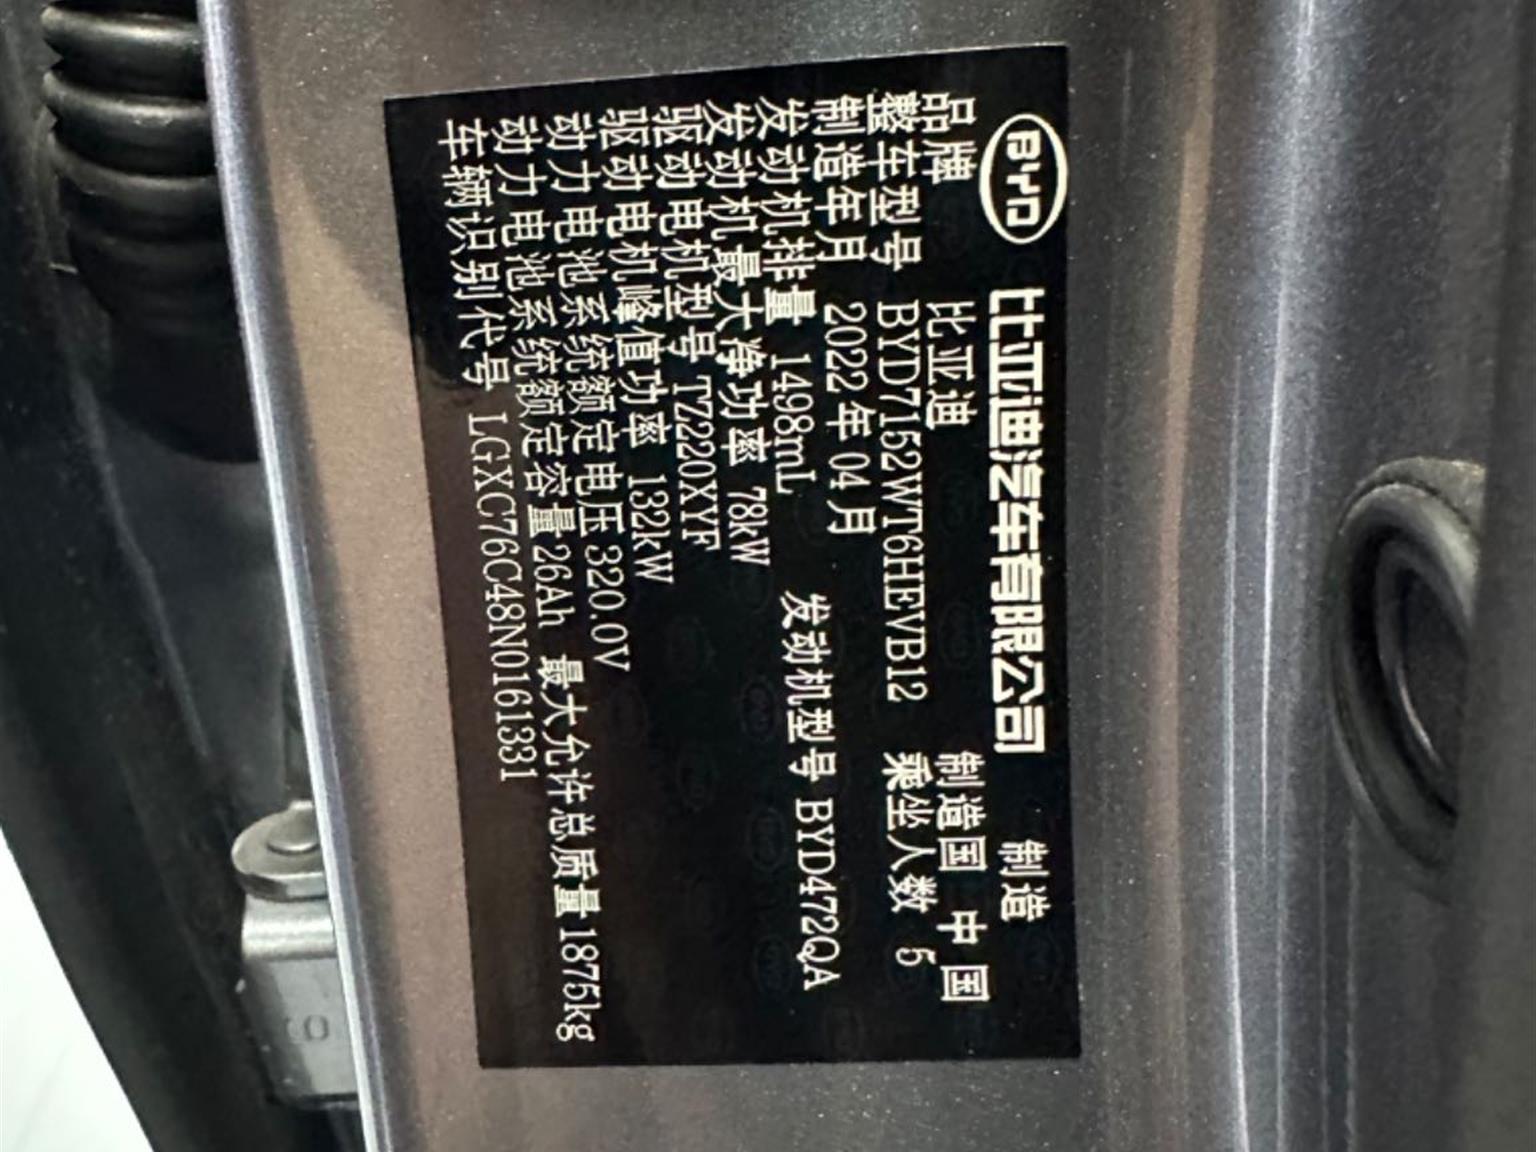 BYD 比亚迪汽车有限公司 制造
品牌 比亚迪 制造国 中国
整车型号 BYD7152WT6HEVB12 乘坐人数 5
制造年月 2022年04月
发动机排量 1498mL 发动机型号 BYD472QA
发动机最大净功率 78kW
驱动电机型号 TZ220XYF
驱动电机峰值功率 132kW
动力电池系统额定电压 320.0V
动力电池系统额定容量 26Ah 最大允许总质量 1875kg
车辆识别代号 LGXC76C48N0161331